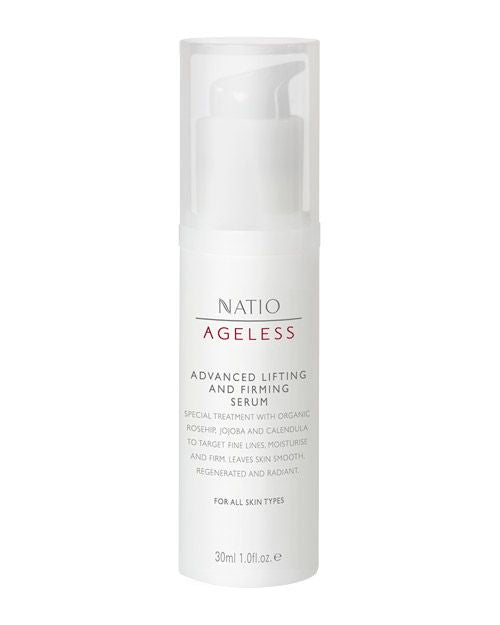 NATIO
AGELESS
ADVANCED LIFTING
AND FIRMING
SERUM
SPECIAL TREATMENT WITH ORGANIC
ROSEHIP, JOJOBA AND CALENDULA
TO TARGET FINE LINES, MOISTURISE
AND FIRM. LEAVES SKIN SMOOTH,
REGENERATED AND RADIANT.
FOR ALL SKIN TYPES
30ml 1.0fl.oz. ℮